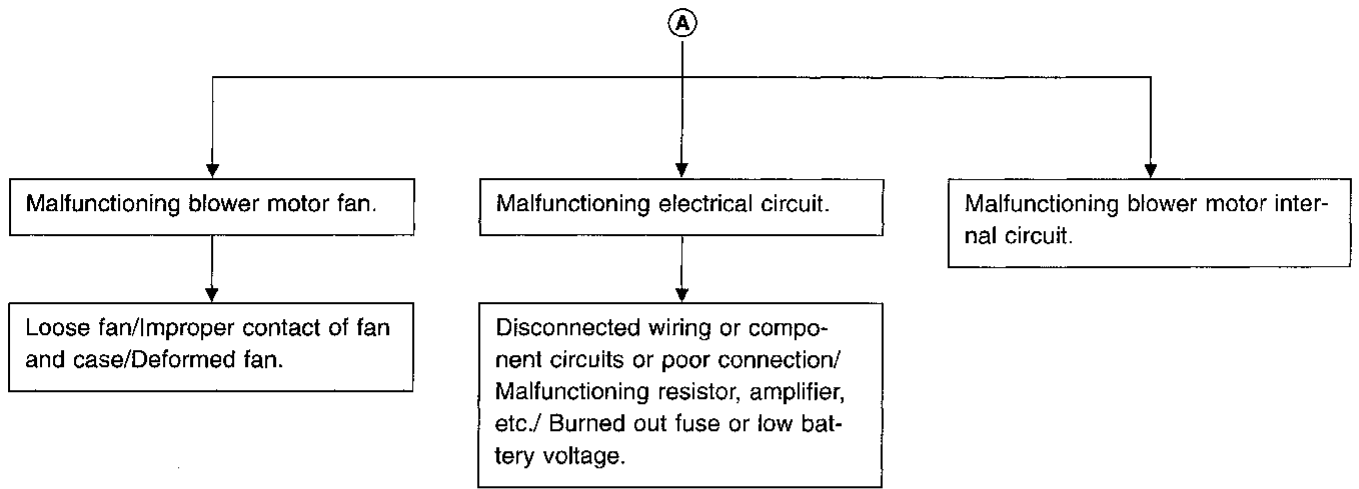 A
Malfunctioning blower motor fan.
Malfunctioning electrical circuit.
Malfunctioning blower motor inter-
nal circuit.
Loose fan/Improper contact of fan
and case/Deformed fan.
Disconnected wiring or compo-
nent circuits or poor connection/
Malfunctioning resistor, amplifier,
etc./ Burned out fuse or low bat-
tery voltage.